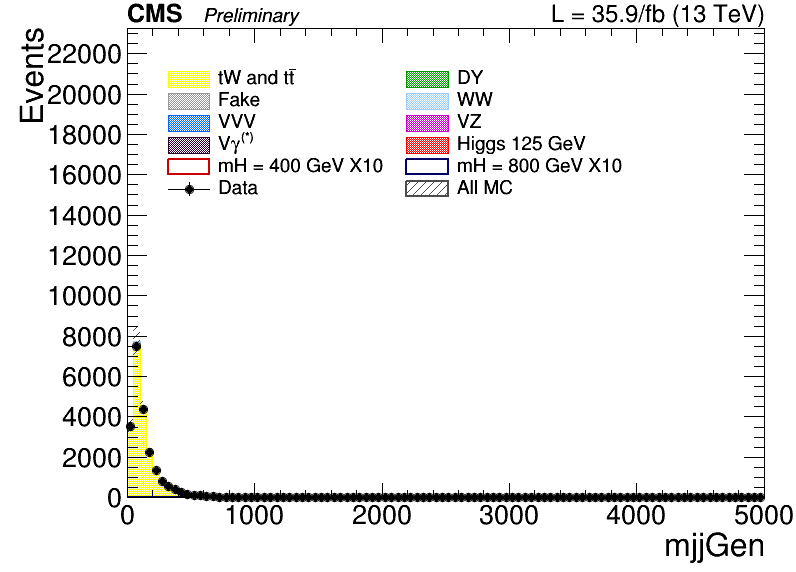 CMS Preliminary L = 35.9/fb (13 TeV)
Events
22000
20000
18000
16000
14000
12000
10000
8000
6000
4000
2000
0
tW and tt̄ DY
Fake WW
VVV VZ
Vγ(*) Higgs 125 GeV
mH = 400 GeV X10 mH = 800 GeV X10
Data All MC
0 1000 2000 3000 4000 5000
mjjGen